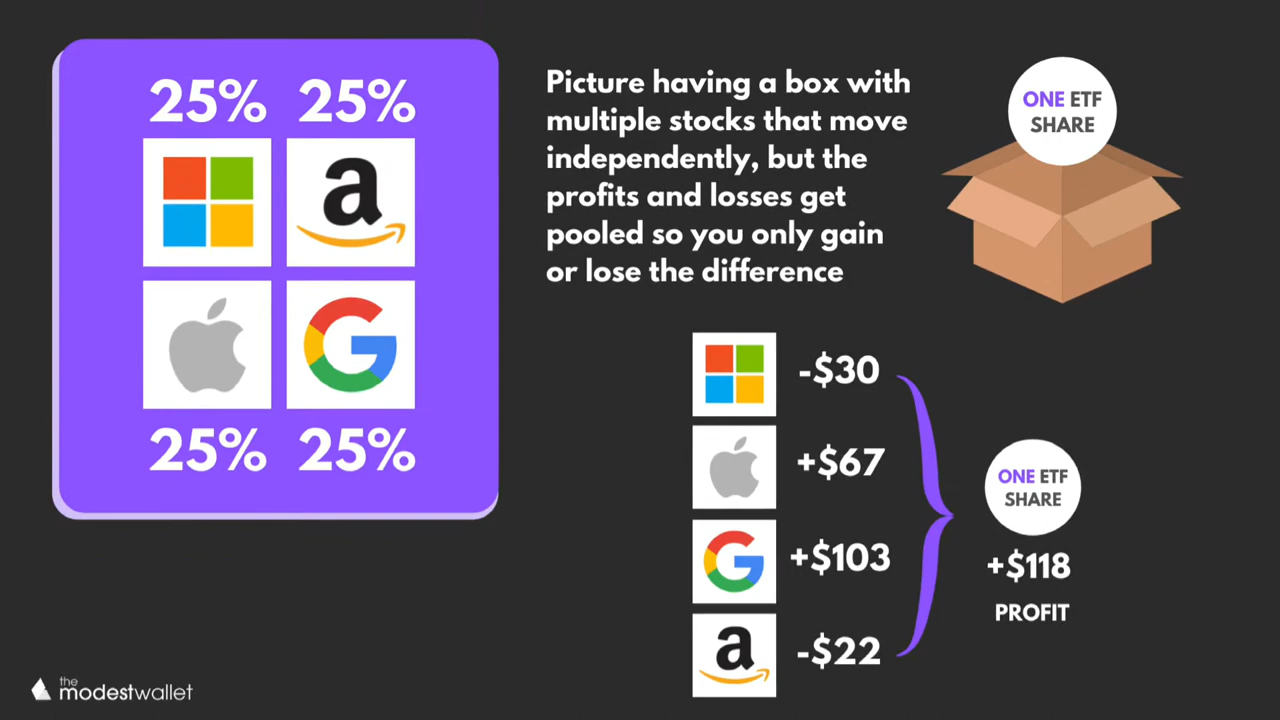 25% 25%
25% 25%
Picture having a box with
multiple stocks that move
independently, but the
profits and losses get
pooled so you only gain
or lose the difference
ONE ETF
SHARE
-$30
+$67
+$103
-$22
ONE ETF
SHARE
+$118
PROFIT
the
modestwallet